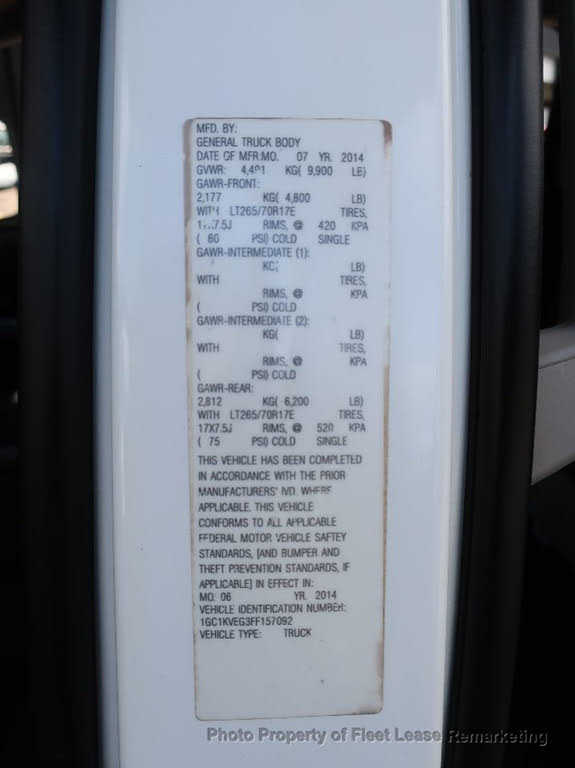 MFD. BY:
GENERAL TRUCK BODY
DATE OF MFR:MO. 07 YR. 2014
GVWR: 4,491 KG( 9,900 LB)
GAWR-FRONT:
2,177 KG( 4,800 LB)
WITH LT265/70R17E TIRES,
RIMS, @ 420 KPA
( 60 PSI) COLD SINGLE
GAWR-INTERMEDIATE (1):
KG( LB)
WITH TIRES,
RIMS, @ KPA
( PSI) COLD
GAWR-INTERMEDIATE (2):
KG( LB)
WITH TIRES,
RIMS, @ KPA
( PSI) COLD
GAWR-REAR:
2,812 KG( 6,200 LB)
WITH LT265/70R17E TIRES,
17X7.5J RIMS, @ 520 KPA
( 75 PSI) COLD SINGLE
THIS VEHICLE HAS BEEN COMPLETED
IN ACCORDANCE WITH THE PRIOR
MANUFACTURERS' IVD. WHERE
APPLICABLE. THIS VEHICLE
CONFORMS TO ALL APPLICABLE
FEDERAL MOTOR VEHICLE SAFTEY
STANDARDS, [AND BUMPER AND
THEFT PREVENTION STANDARDS, IF
APPLICABLE] IN EFFECT IN:
MO. 06 YR. 2014
VEHICLE IDENTIFICATION NUMBER:
1GC1KVEG3FF157092
VEHICLE TYPE: TRUCK
Photo Property of Fleet Lease Remarketing